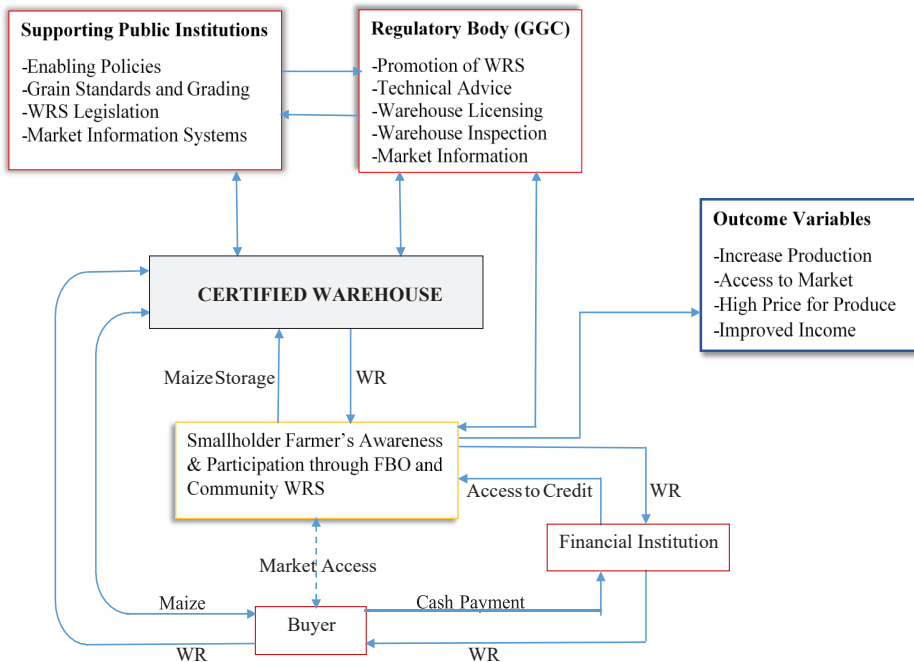 Supporting Public Institutions
-Enabling Policies
-Grain Standards and Grading
-WRS Legislation
-Market Information Systems
Regulatory Body (GGC)
-Promotion of WRS
-Technical Advice
-Warehouse Licensing
-Warehouse Inspection
-Market Information
Outcome Variables
-Increase Production
-Access to Market
-High Price for Produce
-Improved Income
CERTIFIED WAREHOUSE
Maize Storage
WR
Smallholder Farmer's Awareness
& Participation through FBO and
Community WRS
Access to Credit
WR
Financial Institution
Market Access
Maize
Cash Payment
Buyer
WR
WR